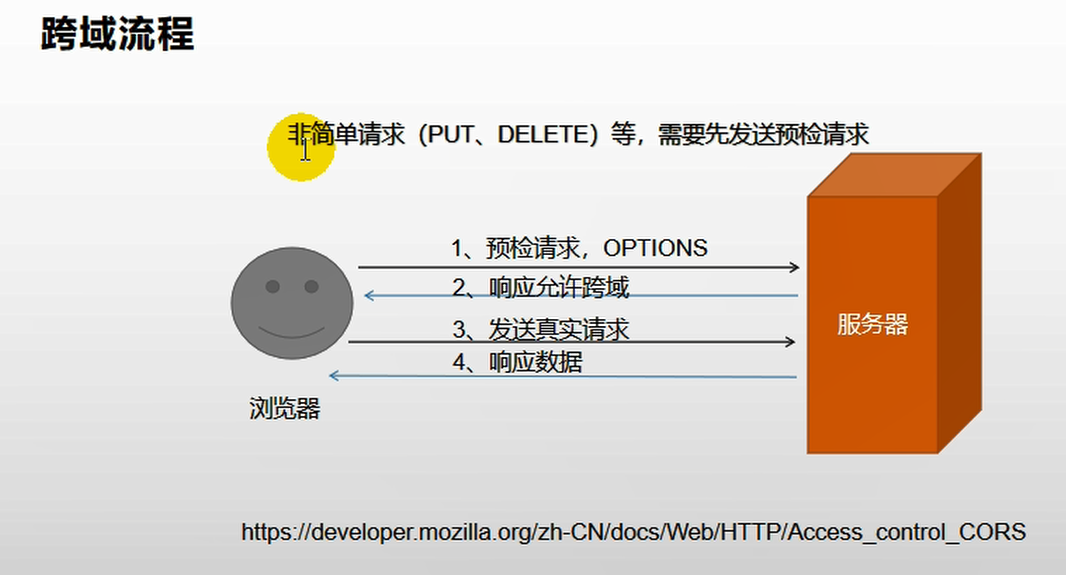 跨域流程
非简单请求（PUT、DELETE）等，需要先发送预检请求
1、预检请求，OPTIONS
2、响应允许跨域
3、发送真实请求
4、响应数据
服务器
浏览器
https://developer.mozilla.org/zh-CN/docs/Web/HTTP/Access_control_CORS